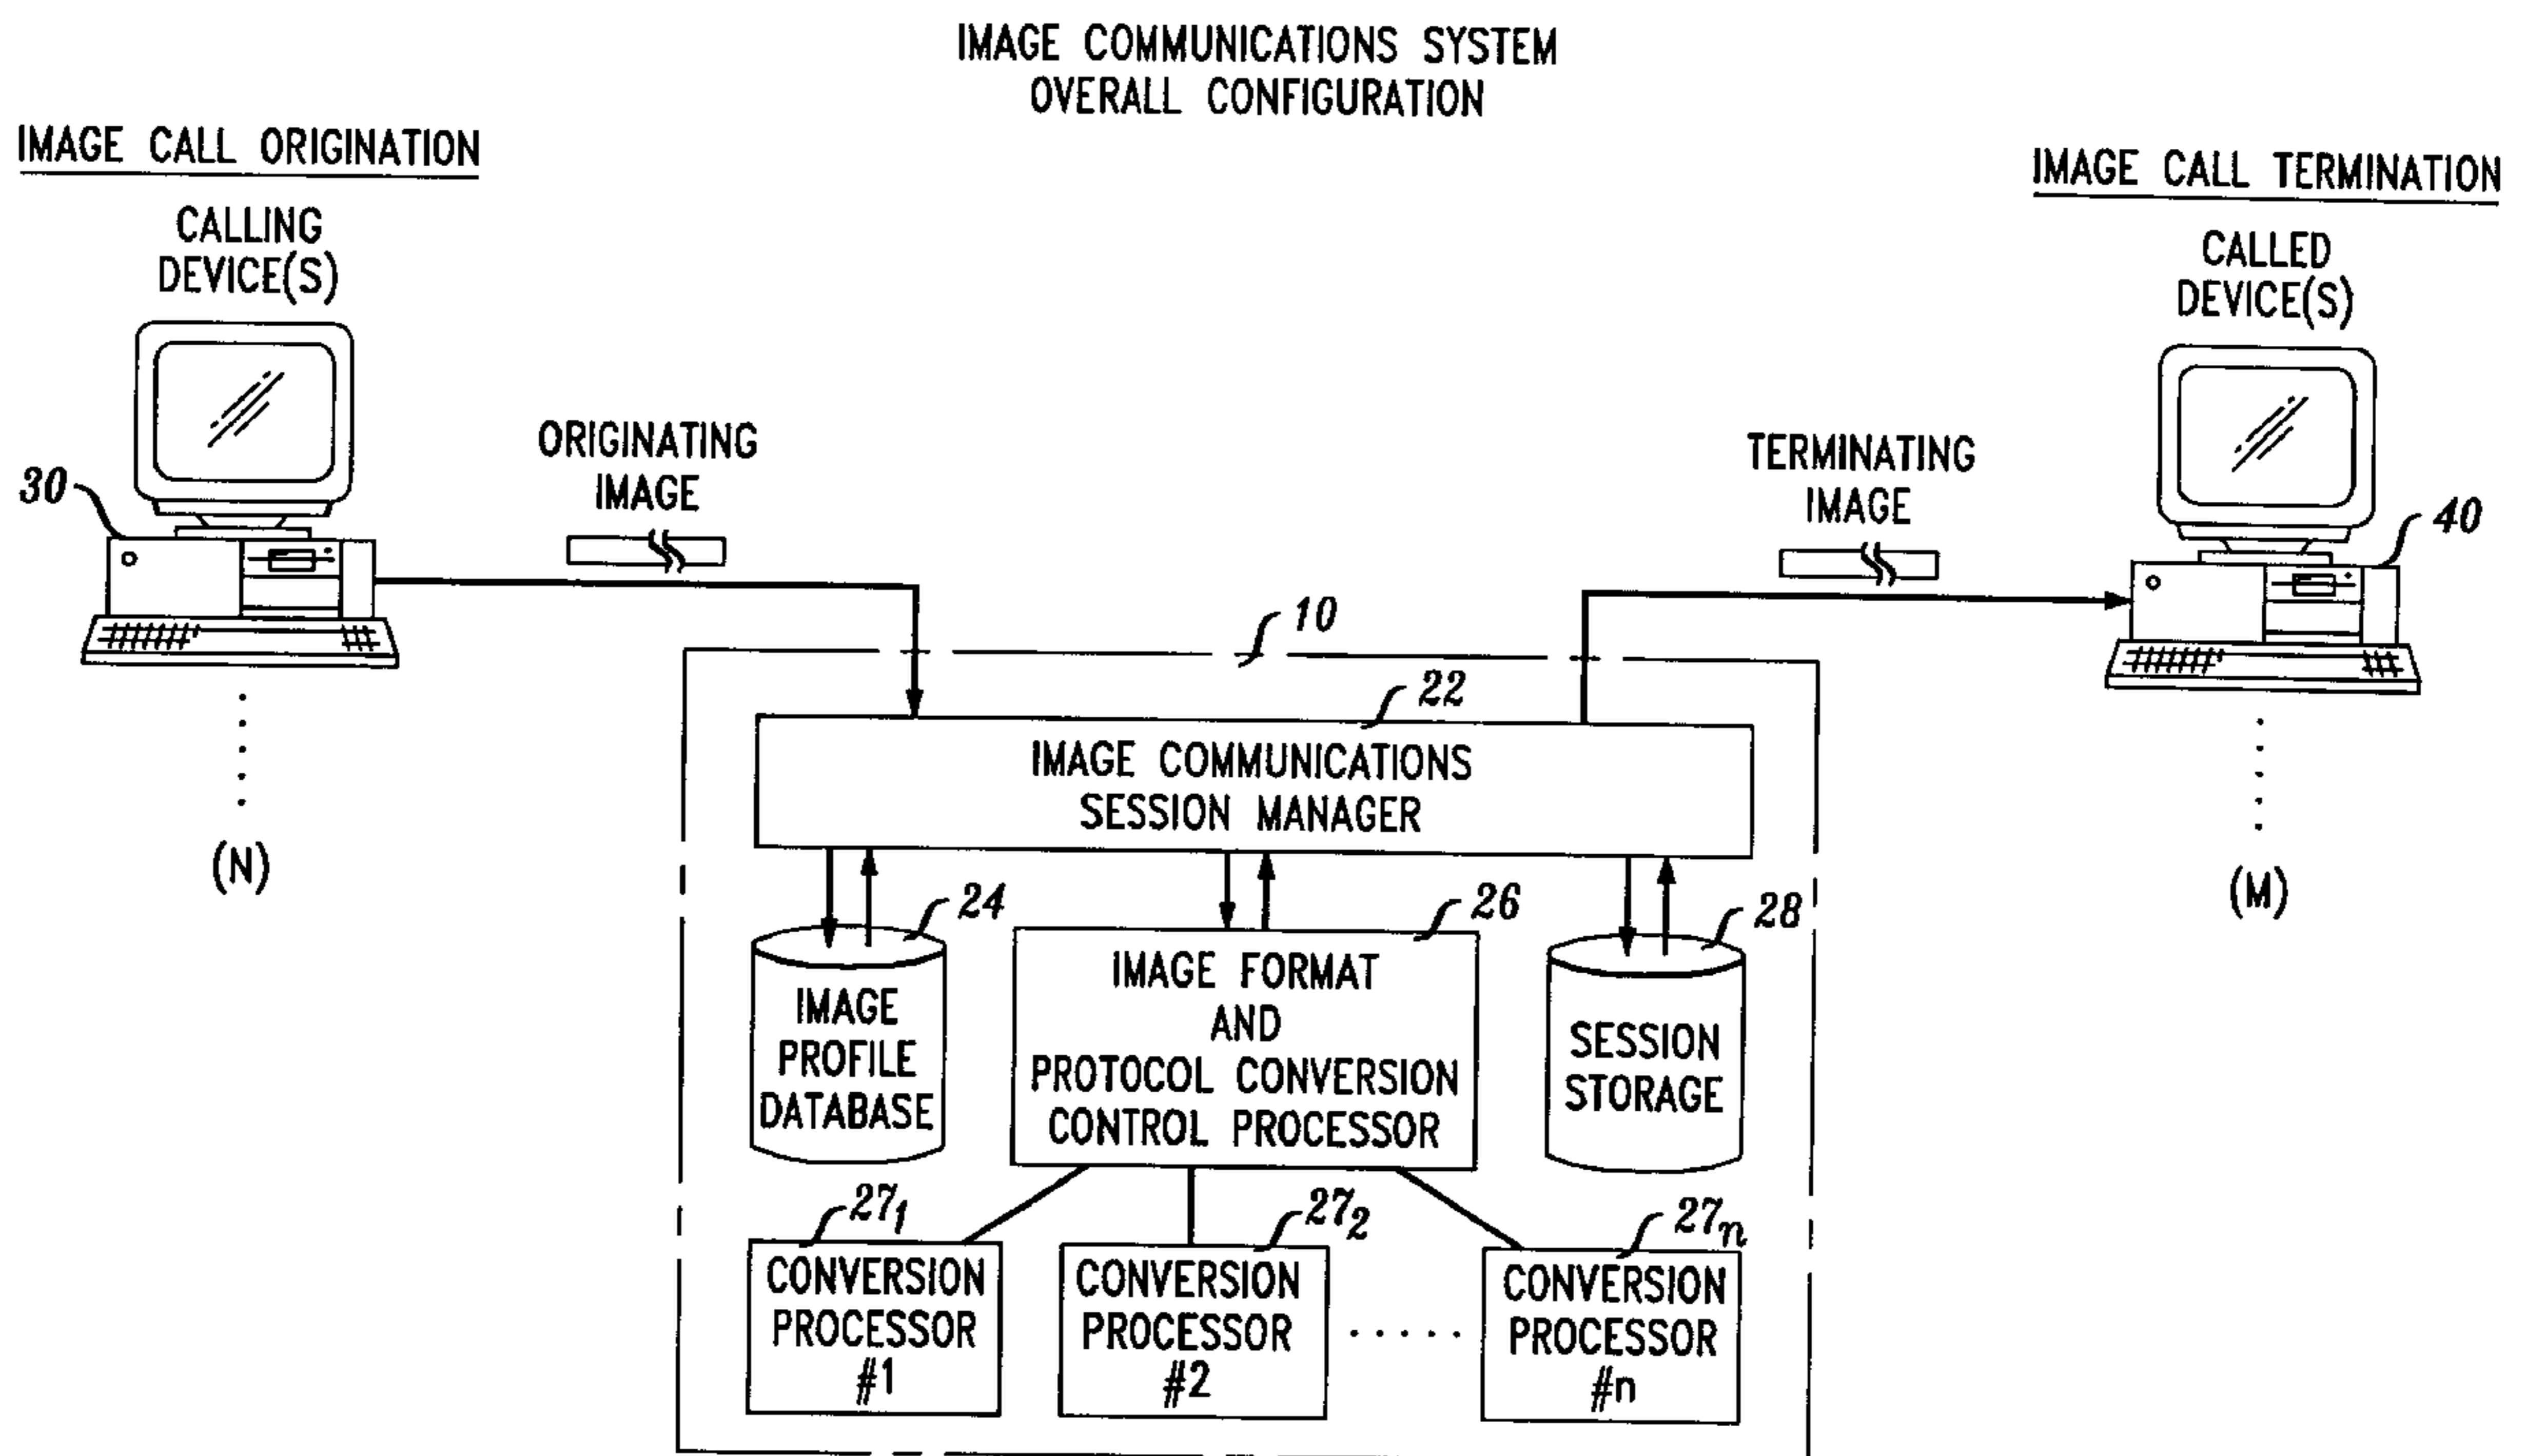 IMAGE COMMUNICATIONS SYSTEM
OVERALL CONFIGURATION
IMAGE CALL ORIGINATION
IMAGE CALL TERMINATION
CALLING
DEVICE(S)
CALLED
DEVICE(S)
ORIGINATING
IMAGE
TERMINATING
IMAGE
30
40
10
22
IMAGE COMMUNICATIONS
SESSION MANAGER
(N)
(M)
24
26
28
IMAGE
PROFILE
DATABASE
IMAGE FORMAT
AND
PROTOCOL CONVERSION
CONTROL PROCESSOR
SESSION
STORAGE
27₁
27₂
27ₙ
CONVERSION
PROCESSOR
#1
CONVERSION
PROCESSOR
#2
.....
CONVERSION
PROCESSOR
#n